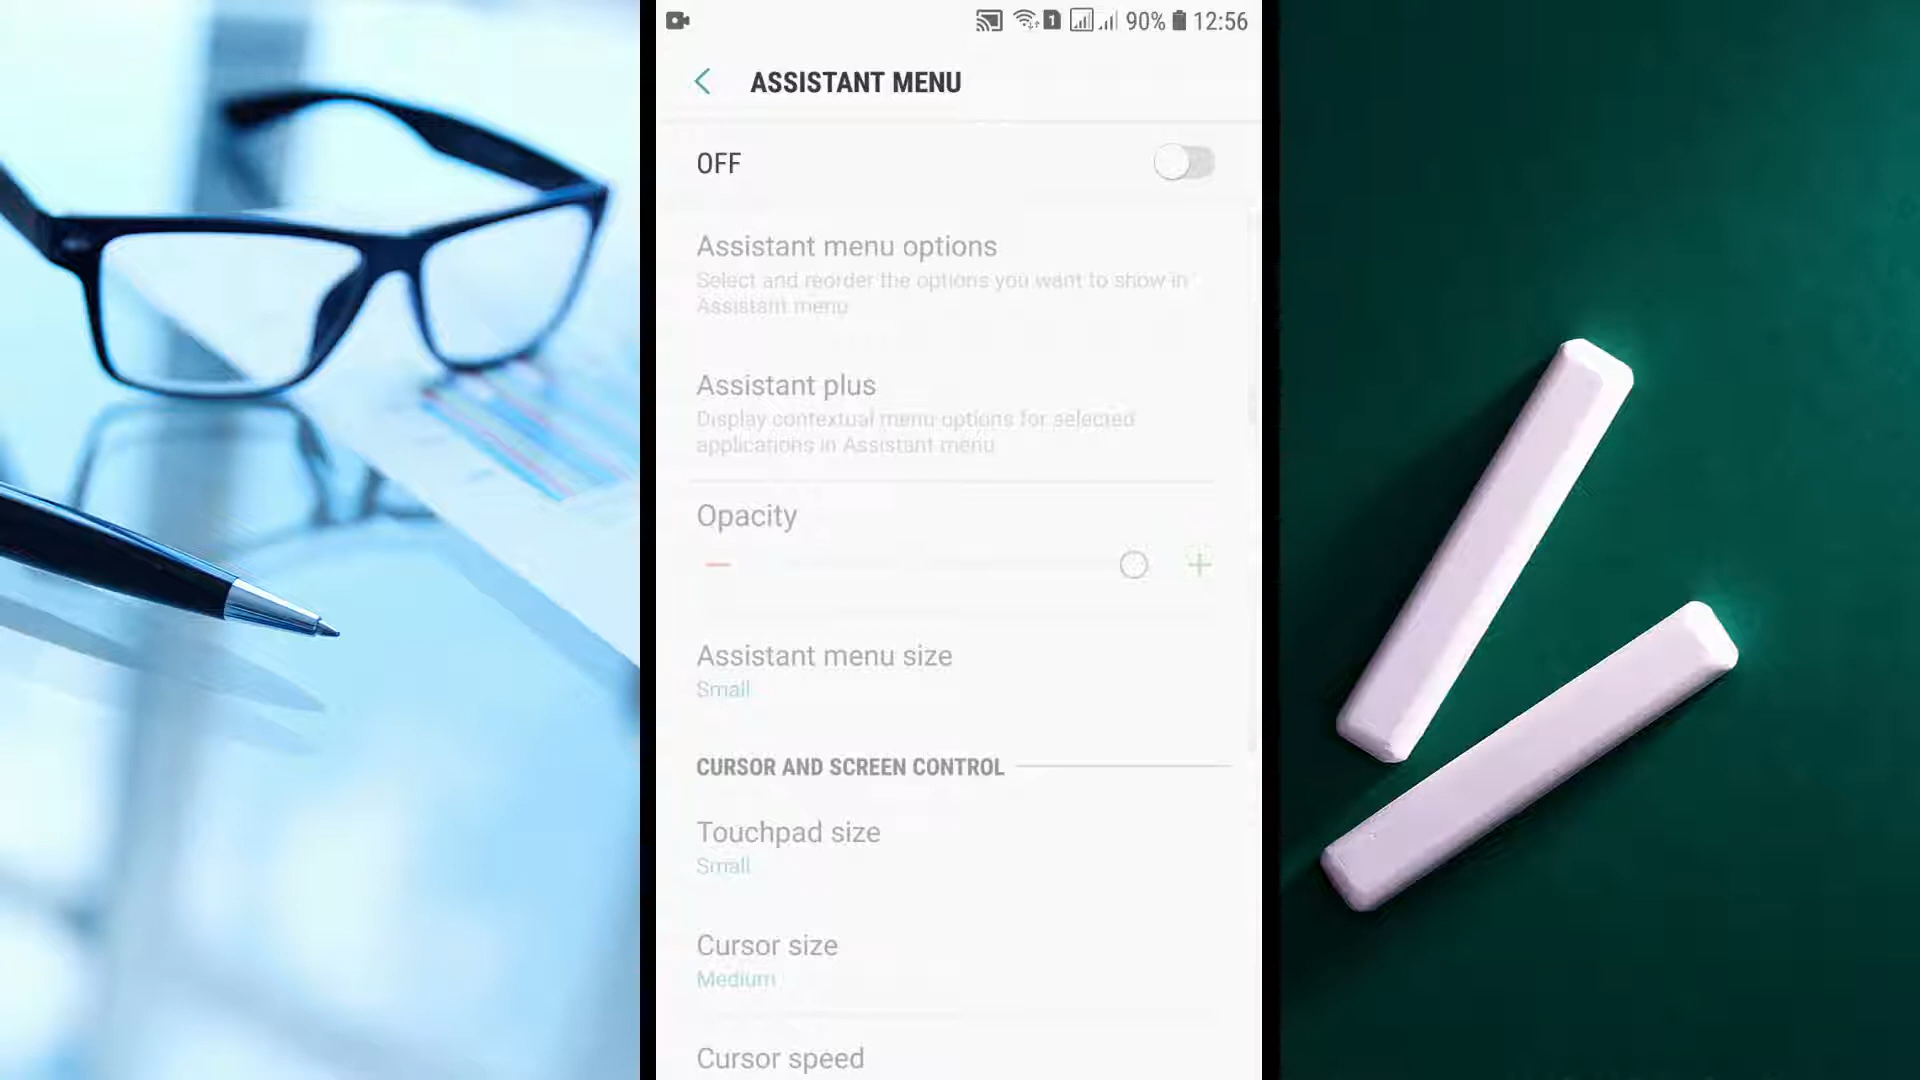 1 90% 12:56
ASSISTANT MENU
OFF
Assistant menu options
Select and reorder the options you want to show in
Assistant menu
Assistant plus
Display contextual menu options for selected
applications in Assistant menu
Opacity
Assistant menu size
Small
CURSOR AND SCREEN CONTROL
Touchpad size
Small
Cursor size
Medium
Cursor speed